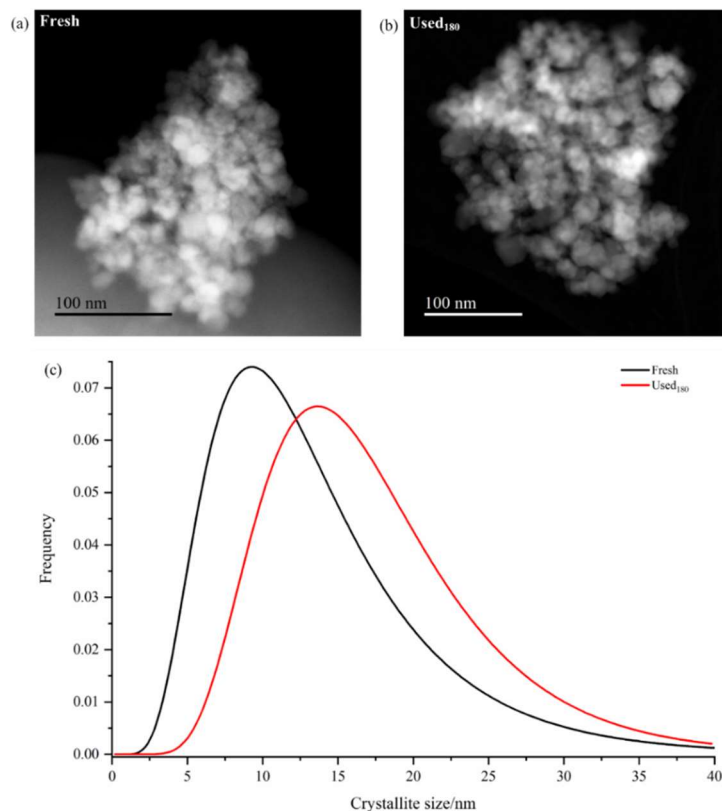 (a)
Fresh
100 nm
(b)
Used₁₈₀
100 nm
(c)
Fresh
Used₁₈₀
0.07
0.06
0.05
0.04
0.03
0.02
0.01
0.00
Frequency
0 5 10 15 20 25 30 35 40
Crystallite size/nm